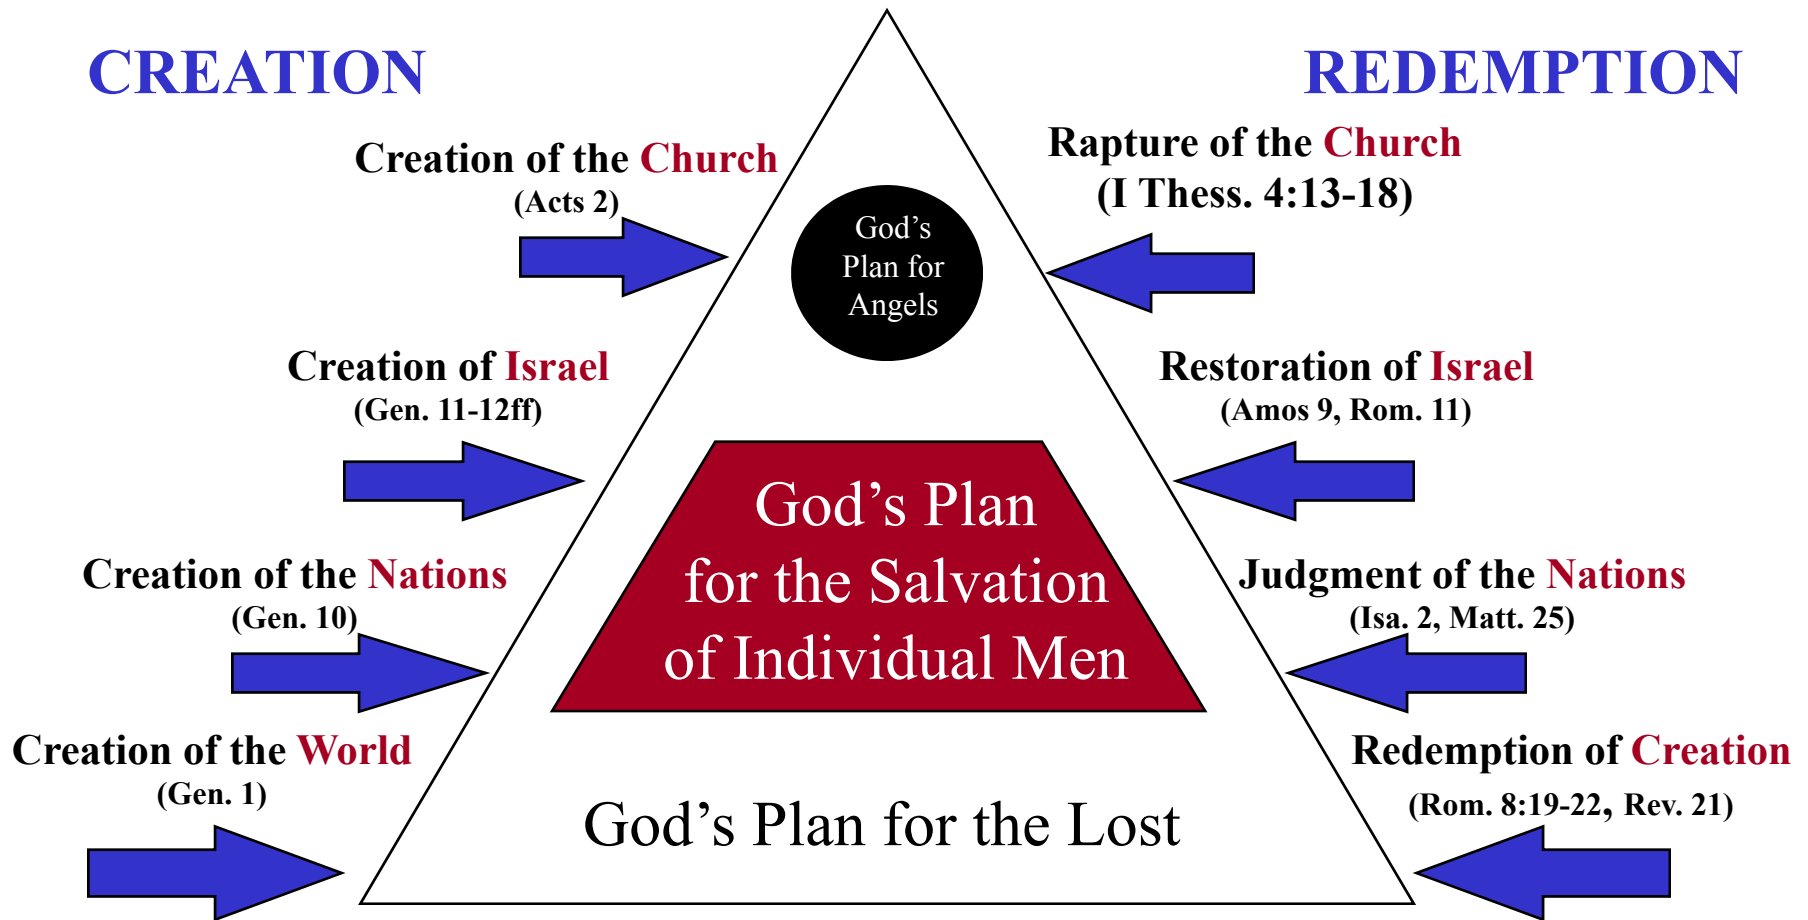 CREATION
REDEMPTION
Creation of the Church
(Acts 2)
Rapture of the Church
(I Thess. 4:13-18)
God’s
Plan for
Angels
Creation of Israel
(Gen. 11-12ff)
Restoration of Israel
(Amos 9, Rom. 11)
God’s Plan
for the Salvation
of Individual Men
Creation of the Nations
(Gen. 10)
Judgment of the Nations
(Isa. 2, Matt. 25)
Creation of the World
(Gen. 1)
Redemption of Creation
(Rom. 8:19-22, Rev. 21)
God’s Plan for the Lost